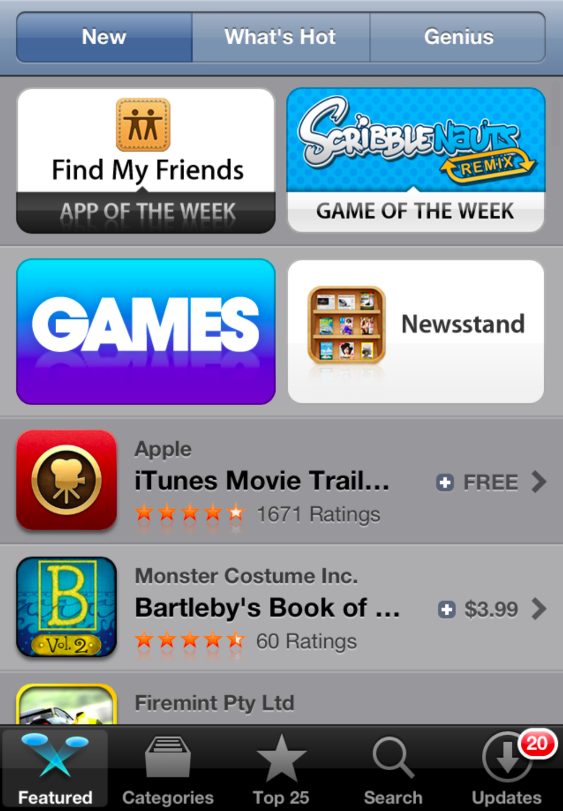 New
What's Hot
Genius
Find My Friends
APP OF THE WEEK
SCRIBBLENAUTS
REMIX
GAME OF THE WEEK
GAMES
Newsstand
Apple
iTunes Movie Trail...
FREE
1671 Ratings
Monster Costume Inc.
Bartleby's Book of ...
$3.99
60 Ratings
B
Vol. 2
Firemint Pty Ltd
20
Featured
Categories
Top 25
Search
Updates